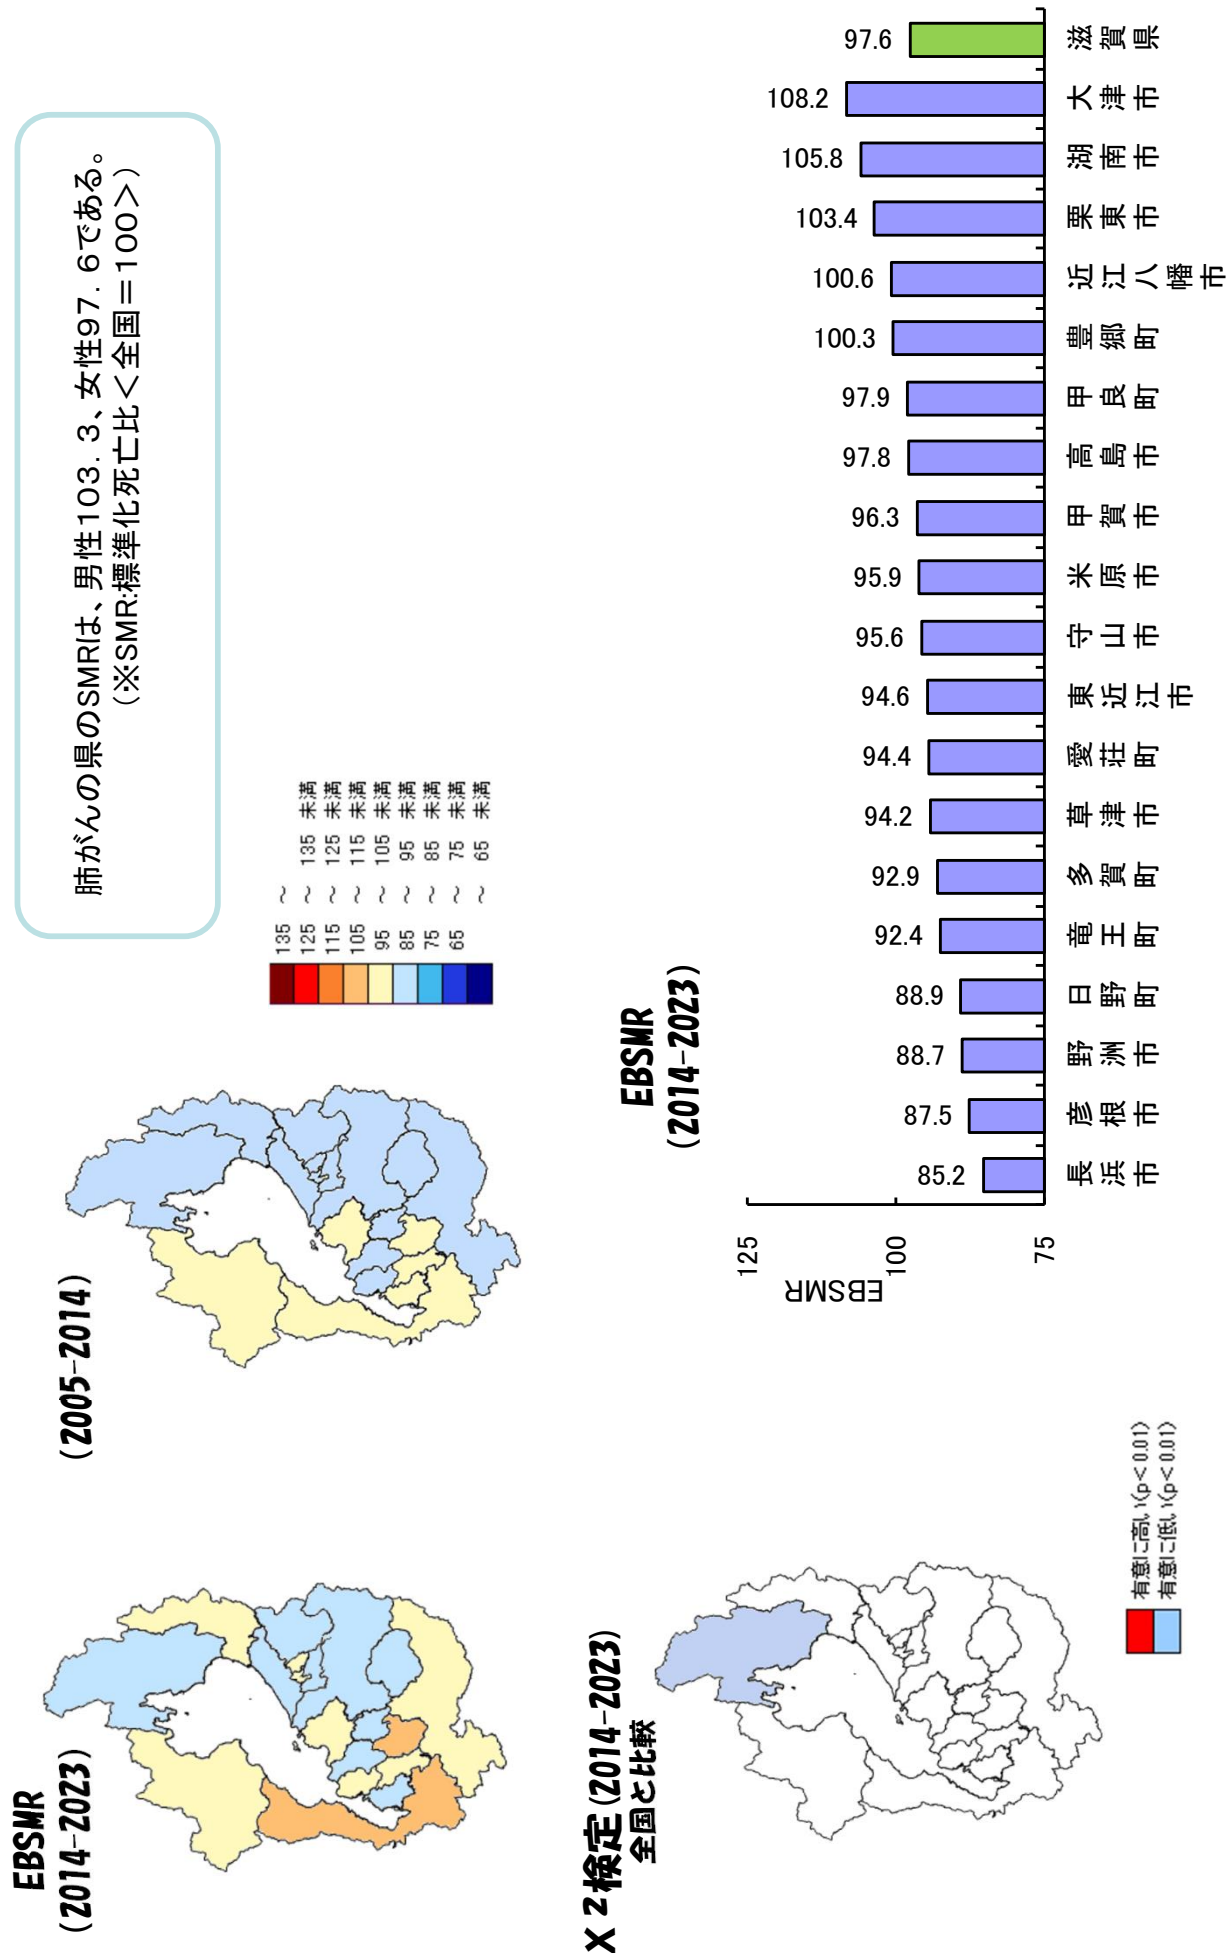 EBSMR
(2014-2023)
(2005-2014)
肺がんの県のSMRは、男性103.3、女性97.6である。
(※SMR:標準化死亡比＜全国＝100＞)
135 ～
125 ～ 135 未満
115 ～ 125 未満
105 ～ 115 未満
95 ～ 105 未満
85 ～ 95 未満
75 ～ 85 未満
65 ～ 75 未満
～ 65 未満
X²検定(2014-2023)
全国と比較
有意に高い(p＜0.01)
有意に低い(p＜0.01)
EBSMR
(2014-2023)
EBSMR
125
100
75
85.2
87.5
88.7
88.9
92.4
92.9
94.2
94.4
94.6
95.6
95.9
96.3
97.8
97.9
100.3
100.6
103.4
105.8
108.2
97.6
長浜市
彦根市
野洲市
日野町
竜王町
多賀町
草津市
愛荘町
東近江市
守山市
米原市
甲賀市
高島市
甲良町
豊郷町
近江八幡市
栗東市
湖南市
大津市
滋賀県